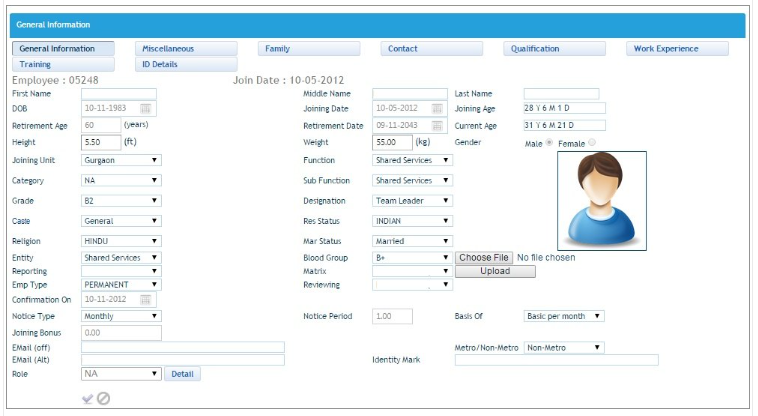 General Information
General Information Miscellaneous Family Contact Qualification Work Experience
Training ID Details
Employee : 05248 Join Date : 10-05-2012
First Name Middle Name Last Name
DOB 10-11-1983 Joining Date 10-05-2012 Joining Age 28 Y 6 M 1 D
Retirement Age 60 (years) Retirement Date 09-11-2043 Current Age 31 Y 6 M 21 D
Height 5.50 (ft) Weight 55.00 (kg) Gender Male Female
Joining Unit Gurgaon Function Shared Services
Category NA Sub Function Shared Services
Grade B2 Designation Team Leader
Caste General Res Status INDIAN
Religion HINDU Mar Status Married
Entity Shared Services Blood Group B+ Choose File No file chosen
Reporting Matrix Upload
Emp Type PERMANENT Reviewing
Confirmation On 10-11-2012
Notice Type Monthly Notice Period 1.00 Basis Of Basic per month
Joining Bonus 0.00
EMail (off) Metro/Non-Metro Non-Metro
EMail (Alt) Identity Mark
Role NA Detail